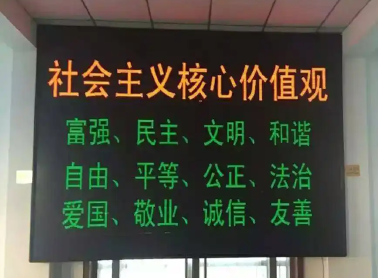 社会主义核心价值观
富强、民主、文明、和谐
自由、平等、公正、法治
爱国、敬业、诚信、友善